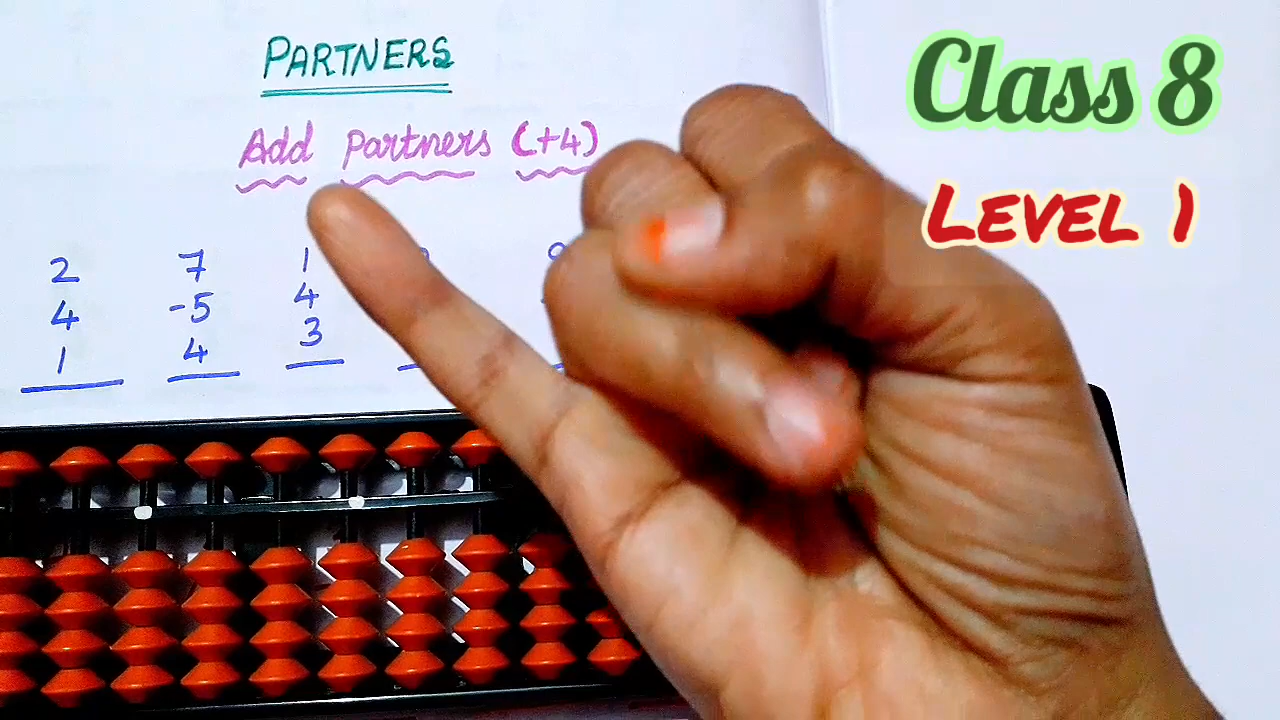 PARTNERS
Class 8
Add Partners (+4)
Level 1
2 7 1
4 -5 4
1 4 3